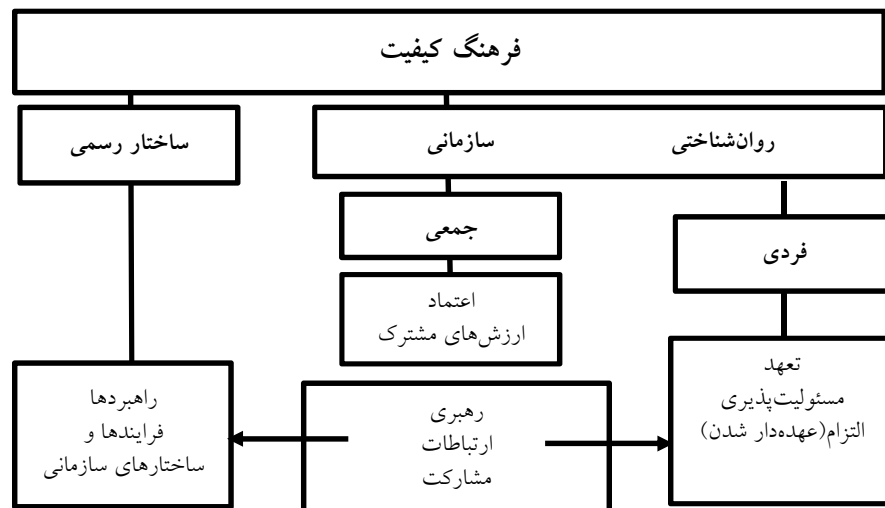 فرهنگ کیفیت
روان‌شناختی
سازمانی
ساختار رسمی
فردی
جمعی
اعتماد
ارزش‌های مشترک
تعهد
مسئولیت‌پذیری
التزام(عهده‌دار شدن)
رهبری
ارتباطات
مشارکت
راهبردها
فرایندها و
ساختارهای سازمانی